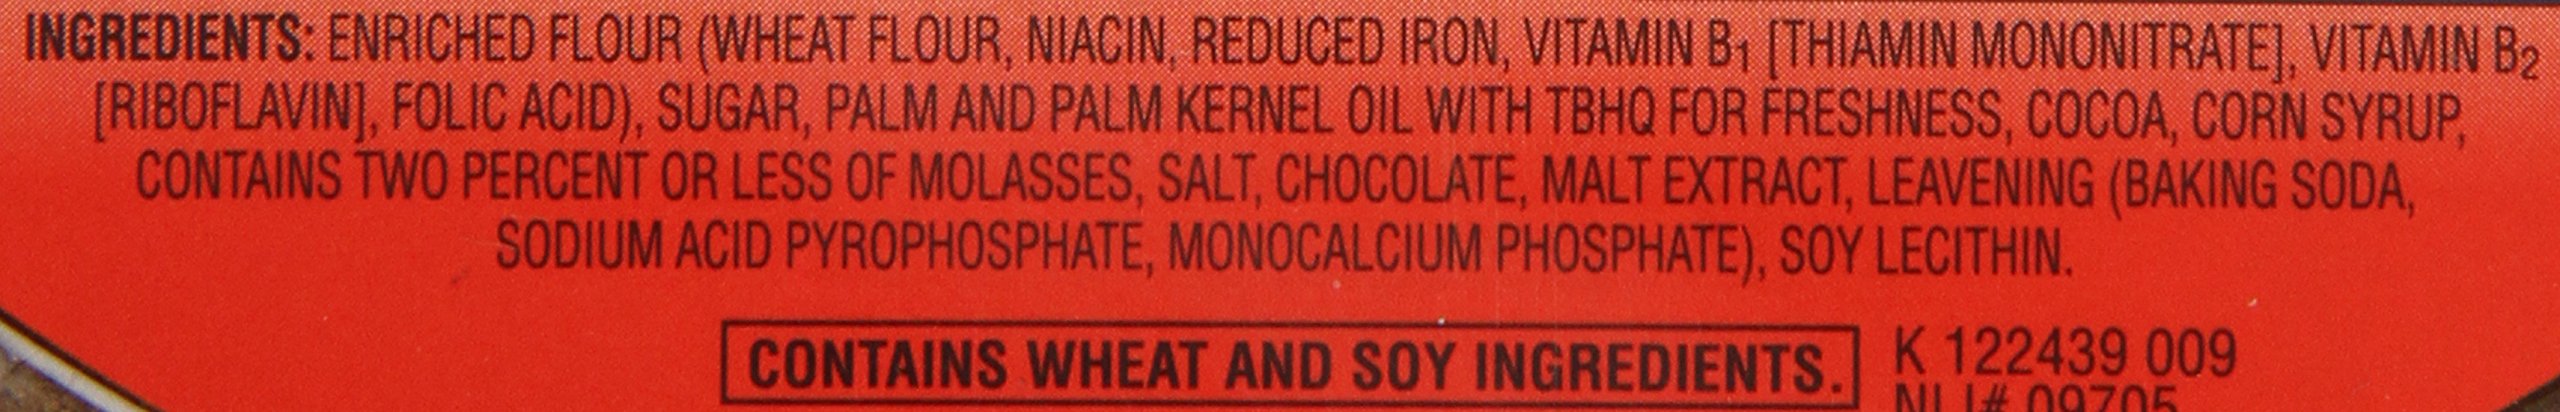 INGREDIENTS: ENRICHED FLOUR (WHEAT FLOUR, NIACIN, REDUCED IRON, VITAMIN B1 [THIAMIN MONONITRATE], VITAMIN B2
[RIBOFLAVIN], FOLIC ACID), SUGAR, PALM AND PALM KERNEL OIL WITH TBHQ FOR FRESHNESS, COCOA, CORN SYRUP,
CONTAINS TWO PERCENT OR LESS OF MOLASSES, SALT, CHOCOLATE, MALT EXTRACT, LEAVENING (BAKING SODA,
SODIUM ACID PYROPHOSPHATE, MONOCALCIUM PHOSPHATE), SOY LECITHIN.
CONTAINS WHEAT AND SOY INGREDIENTS.
K 122439 009
NLI# 09705